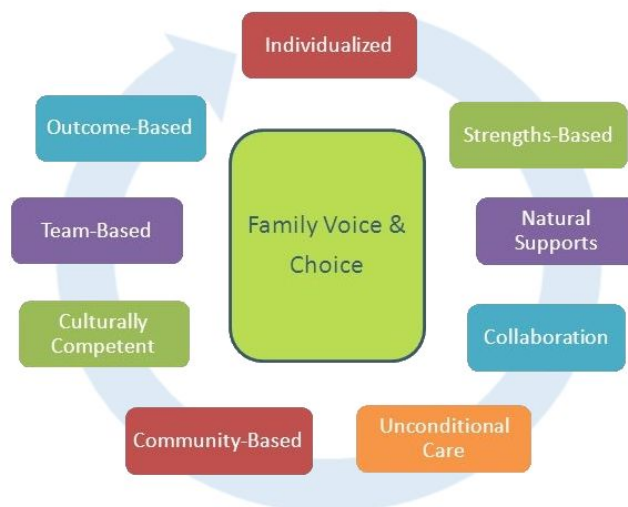 Individualized
Outcome-Based
Strengths-Based
Team-Based
Family Voice &
Choice
Natural
Supports
Culturally
Competent
Collaboration
Community-Based
Unconditional
Care